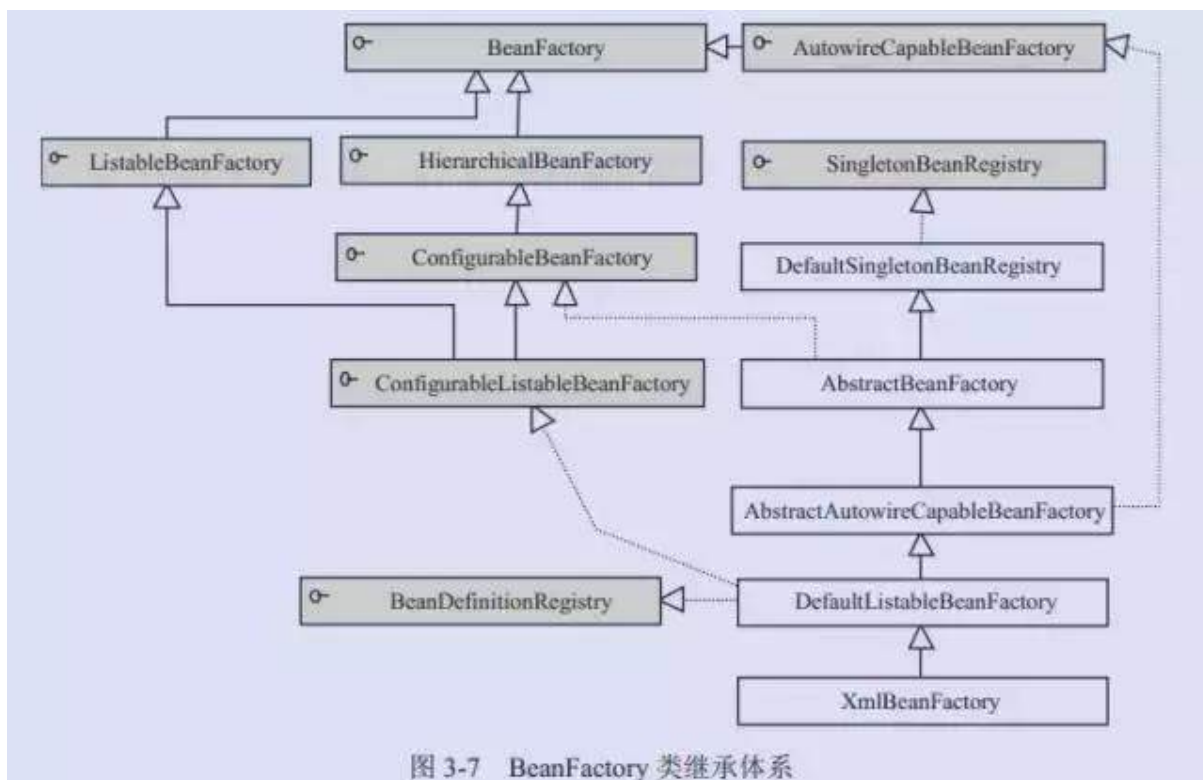 BeanFactory
AutowireCapableBeanFactory
ListableBeanFactory
HierarchicalBeanFactory
SingletonBeanRegistry
ConfigurableBeanFactory
DefaultSingletonBeanRegistry
ConfigurableListableBeanFactory
AbstractBeanFactory
AbstractAutowireCapableBeanFactory
BeanDefinitionRegistry
DefaultListableBeanFactory
XmlBeanFactory
图 3-7 BeanFactory 类继承体系